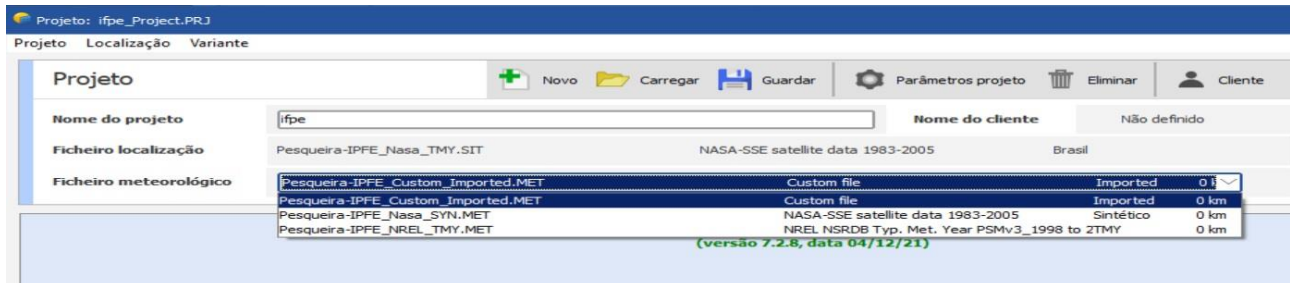 Projeto: ifpe_Project.PRJ
Projeto Localização Variante
Projeto Novo Carregar Guardar Parâmetros projeto Eliminar Cliente
Nome do projeto ifpe Nome do cliente Não definido
Ficheiro localização Pesqueira-IPFE_Nasa_TMY.SIT NASA-SSE satellite data 1983-2005 Brasil
Ficheiro meteorológico Pesqueira-IPFE_Custom_Imported.MET Custom file Imported 0
Pesqueira-IPFE_Custom_Imported.MET Custom file Imported 0 km
Pesqueira-IPFE_Nasa_SYN.MET NASA-SSE satellite data 1983-2005 Sintético 0 km
Pesqueira-IPFE_NREL_TMY.MET NREL NSRDB Typ. Met. Year PSMv3_1998 to 2TMY 0 km
(versão 7.2.8, data 04/12/21)